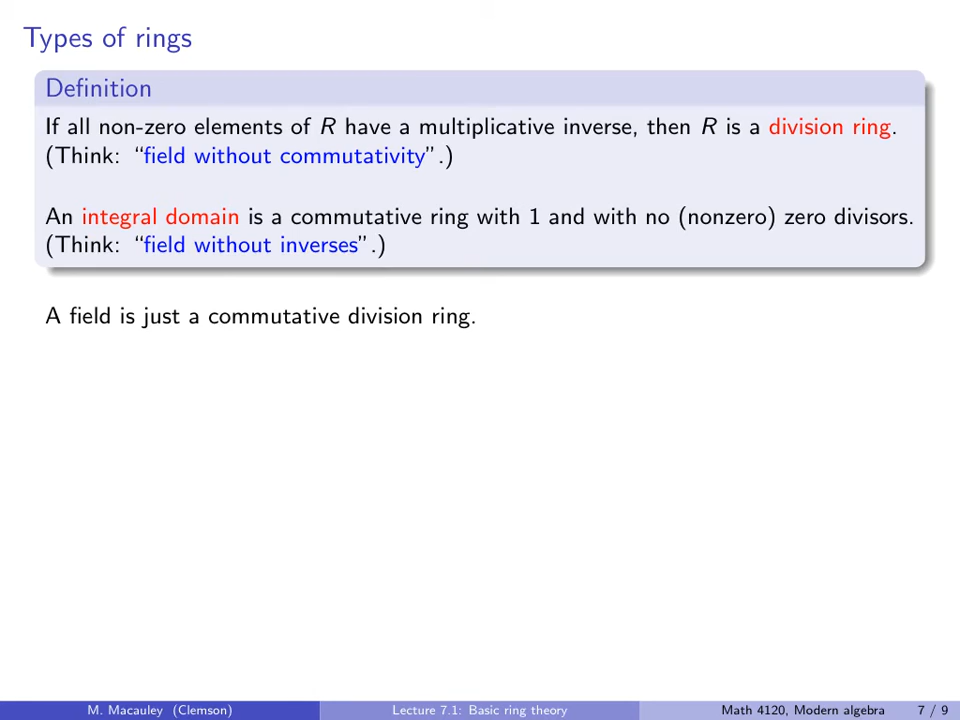 Types of rings
Definition
If all non-zero elements of R have a multiplicative inverse, then R is a division ring.
(Think: “field without commutativity”.)
An integral domain is a commutative ring with 1 and with no (nonzero) zero divisors.
(Think: “field without inverses”.)
A field is just a commutative division ring.
M. Macauley (Clemson) Lecture 7.1: Basic ring theory Math 4120, Modern algebra 7 / 9